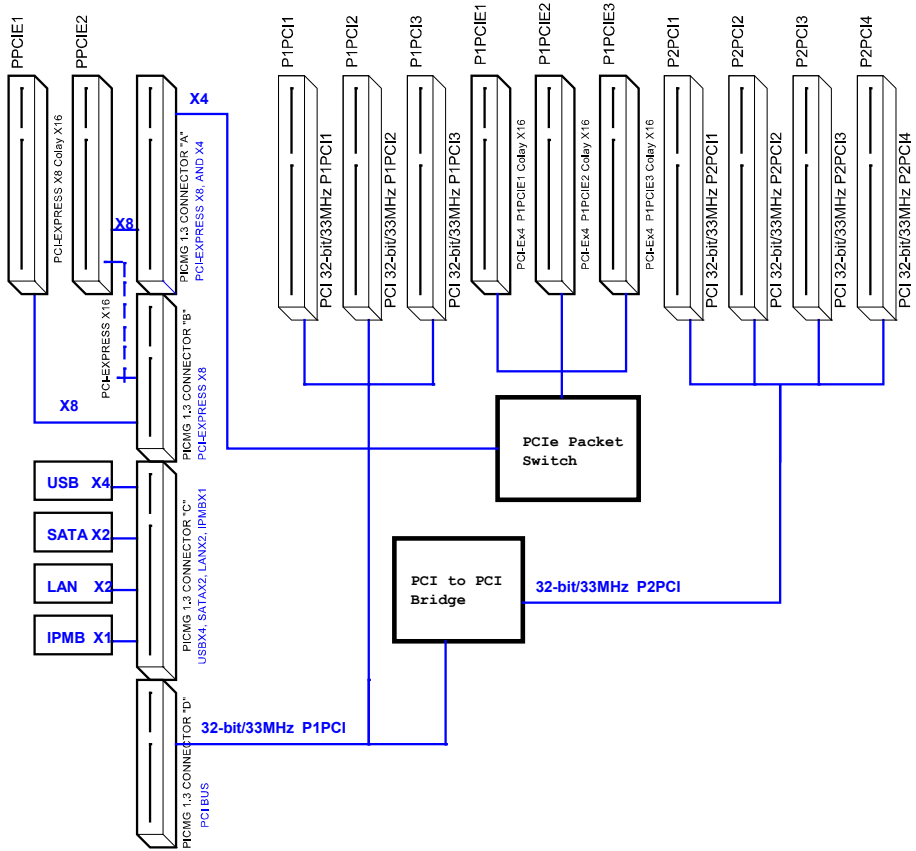 PPCIE1
PPCIE2
P1PCI1
P1PCI2
P1PCI3
P1PCIE1
P1PCIE2
P1PCIE3
P2PCI1
P2PCI2
P2PCI3
P2PCI4
PCI-EXPRESS X8 Colay X16
PCI-EXPRESS X16
X8
X8
X4
PICMG 1.3 CONNECTOR "A"
PCI-EXPRESS X8, AND X4
PICMG 1.3 CONNECTOR "B"
PCI-EXPRESS X8
PICMG 1.3 CONNECTOR "C"
USBX4, SATAX2, LANX2, IPMBX1
PICMG 1.3 CONNECTOR "D"
PCI BUS
PCI 32-bit/33MHz P1PCI1
PCI 32-bit/33MHz P1PCI2
PCI 32-bit/33MHz P1PCI3
PCI-Ex4 P1PCIE1 Colay X16
PCI-Ex4 P1PCIE2 Colay X16
PCI-Ex4 P1PCIE3 Colay X16
PCI 32-bit/33MHz P2PCI1
PCI 32-bit/33MHz P2PCI2
PCI 32-bit/33MHz P2PCI3
PCI 32-bit/33MHz P2PCI4
USB X4
SATA X2
LAN X2
IPMB X1
PCIe Packet
Switch
PCI to PCI
Bridge
32-bit/33MHz P2PCI
32-bit/33MHz P1PCI